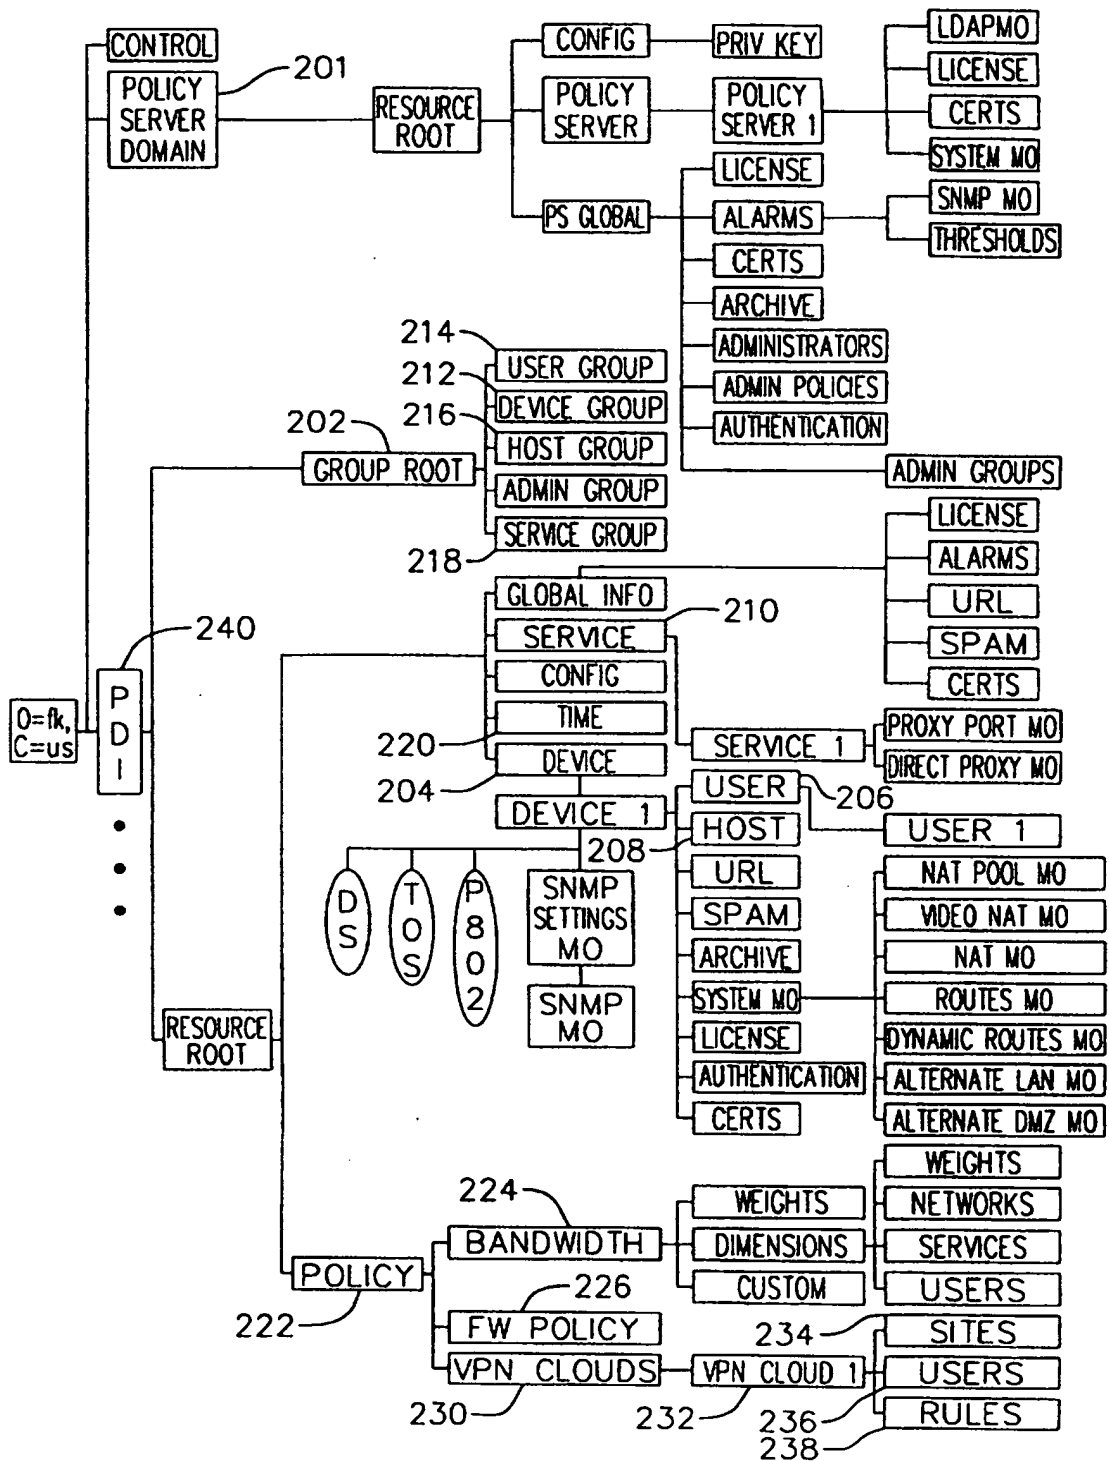 CONTROL
POLICY
SERVER
DOMAIN
201
RESOURCE
ROOT
CONFIG
PRIV KEY
POLICY
SERVER
POLICY
SERVER 1
LDAPMO
LICENSE
CERTS
SYSTEM MO
PS GLOBAL
LICENSE
ALARMS
SNMP MO
THRESHOLDS
CERTS
ARCHIVE
ADMINISTRATORS
ADMIN POLICIES
AUTHENTICATION
ADMIN GROUPS
202
GROUP ROOT
214
USER GROUP
212
DEVICE GROUP
216
HOST GROUP
ADMIN GROUP
SERVICE GROUP
218
GLOBAL INFO
LICENSE
ALARMS
URL
SPAM
CERTS
210
SERVICE
CONFIG
TIME
220
DEVICE
204
SERVICE 1
PROXY PORT MO
DIRECT PROXY MO
240
PDI
O=fk,
C=us
DEVICE 1
USER
206
USER 1
208
HOST
URL
SPAM
ARCHIVE
SYSTEM MO
LICENSE
AUTHENTICATION
CERTS
DS
TOS
P802
SNMP
SETTINGS
MO
SNMP
MO
NAT POOL MO
VIDEO NAT MO
NAT MO
ROUTES MO
DYNAMIC ROUTES MO
ALTERNATE LAN MO
ALTERNATE DMZ MO
RESOURCE
ROOT
POLICY
222
224
BANDWIDTH
WEIGHTS
DIMENSIONS
CUSTOM
WEIGHTS
NETWORKS
SERVICES
USERS
226
FW POLICY
VPN CLOUDS
230
VPN CLOUD 1
232
234
SITES
USERS
236
RULES
238